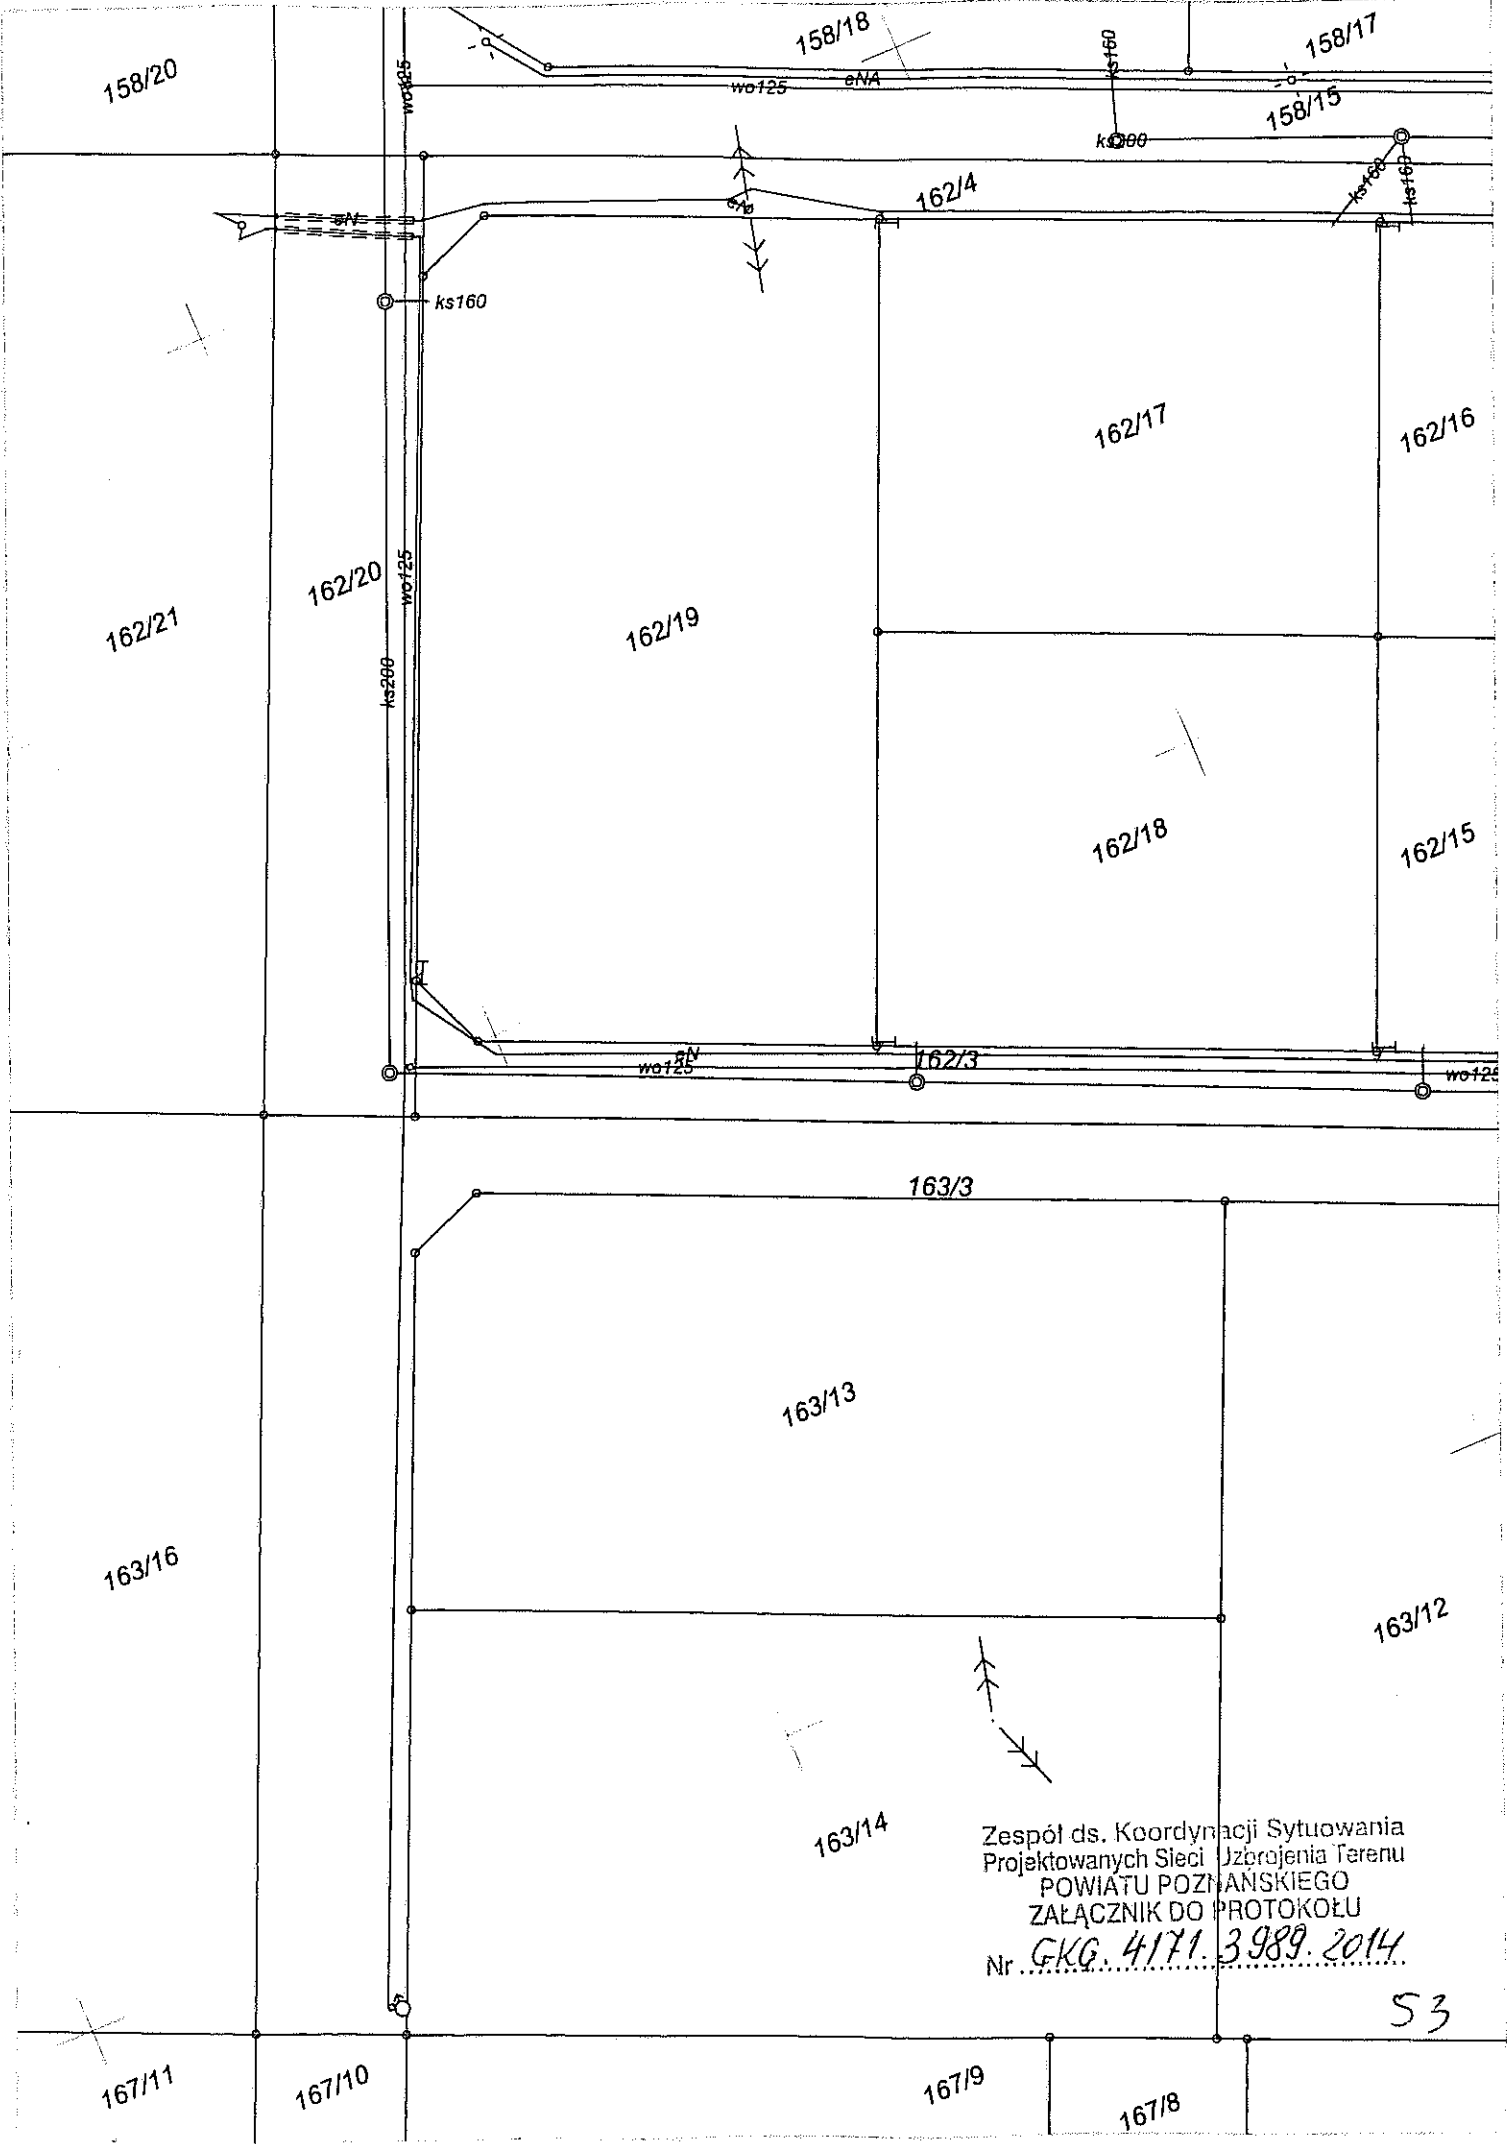 158/20
158/18
158/17
wo125
wo125
eNA
ks160
158/15
ks200
ks160
ks160
162/4
eN
eN
ks160
162/17
162/16
162/21
162/20
wo125
162/19
ks200
162/18
162/15
eN
wo125
162/3
wo125
163/3
163/13
163/16
163/12
163/14
Zespół ds. Koordynacji Sytuowania
Projektowanych Sieci Uzbrojenia Terenu
POWIATU POZNAŃSKIEGO
ZAŁĄCZNIK DO PROTOKOŁU
Nr GKG. 4171. 3989. 2014
53
167/11
167/10
167/9
167/8